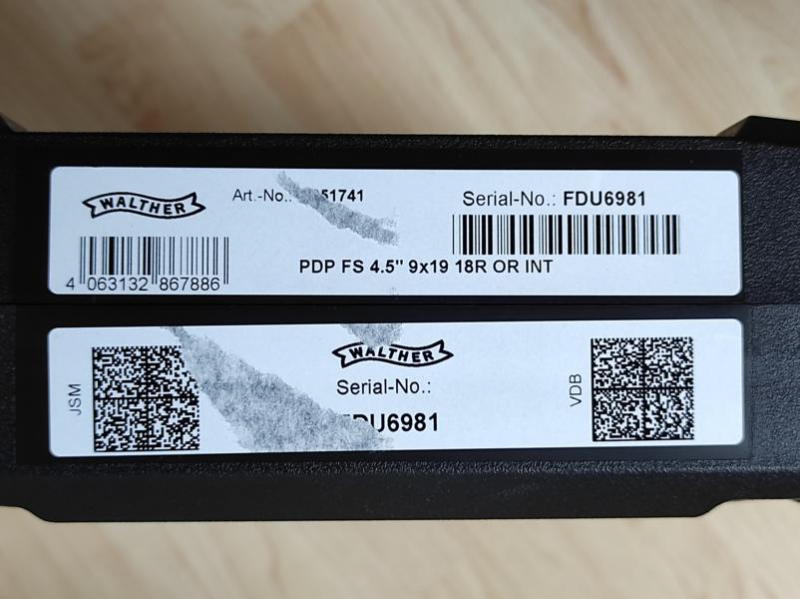 WALTHER
Art.-No.:
Serial-No.: FDU6981
4 063132 867886
PDP FS 4.5" 9x19 18R OR INT
WALTHER
JSM
Serial-No.:
VDB
FDU6981